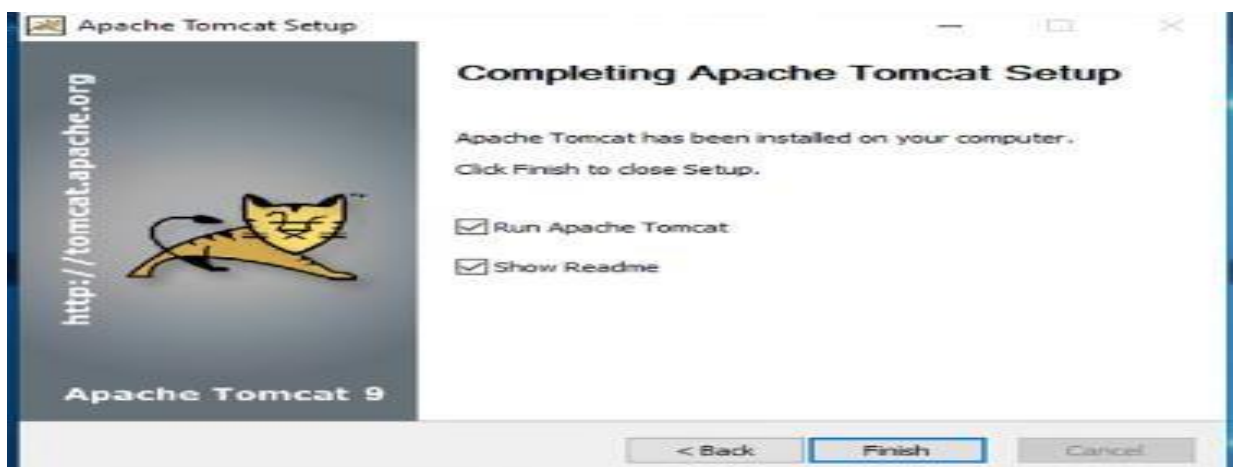 Apache Tomcat Setup
http://tomcat.apache.org
Apache Tomcat 9
Completing Apache Tomcat Setup
Apache Tomcat has been installed on your computer.
Click Finish to close Setup.
Run Apache Tomcat
Show Readme
< Back
Finish
Cancel